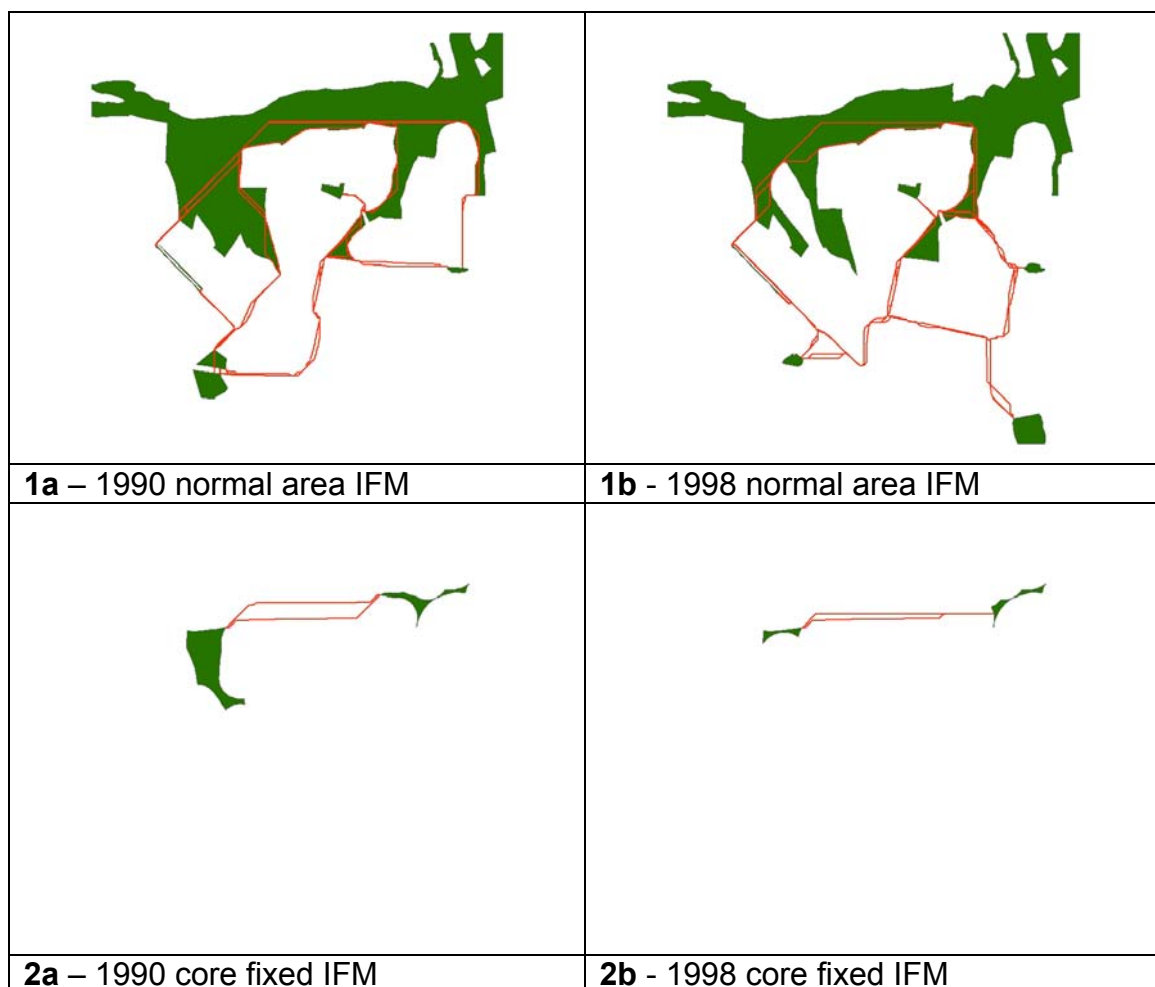 1a – 1990 normal area IFM
1b - 1998 normal area IFM
2a – 1990 core fixed IFM
2b - 1998 core fixed IFM